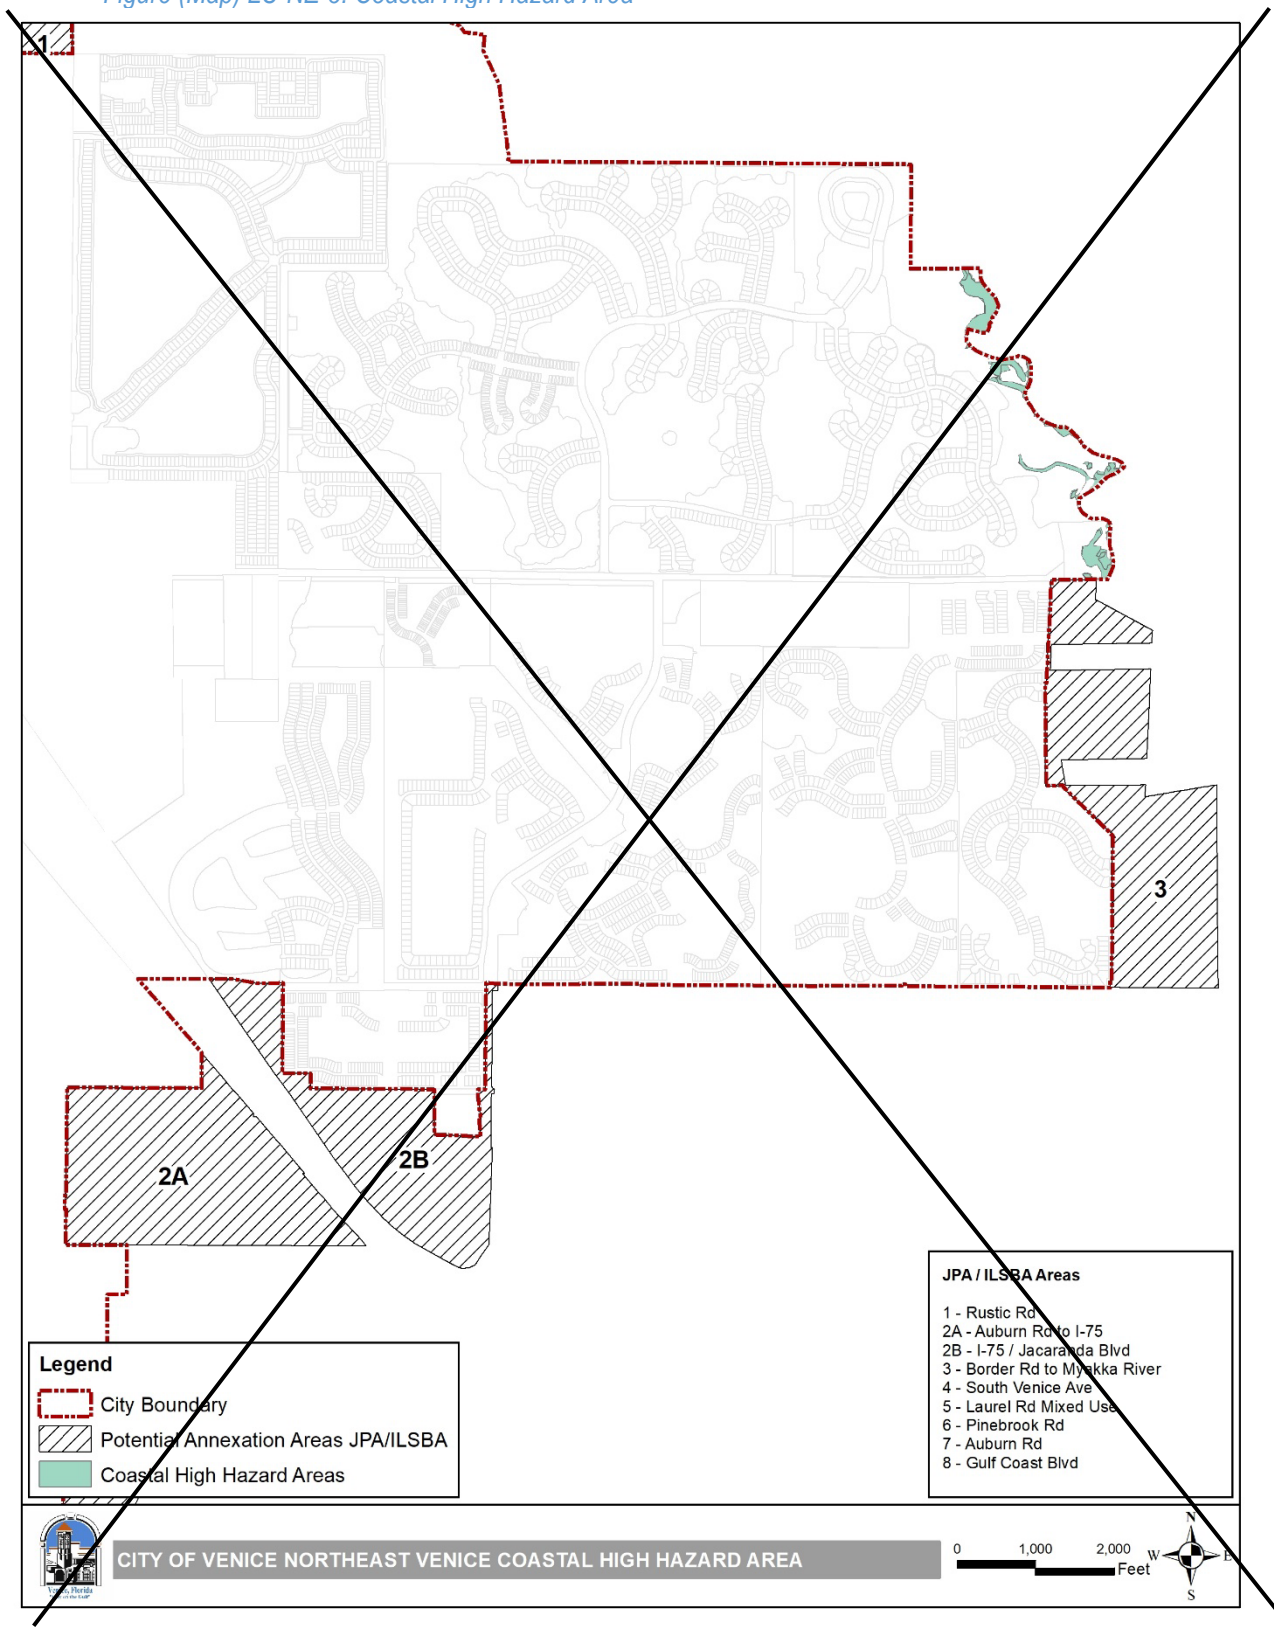 Figure (Map) LU-NE-6: Coastal High Hazard Area
1
3
2A
2B
JPA / ILSBA Areas
1 - Rustic Rd
2A - Auburn Rd to I-75
2B - I-75 / Jacaranda Blvd
3 - Border Rd to Myakka River
4 - South Venice Ave
5 - Laurel Rd Mixed Use
6 - Pinebrook Rd
7 - Auburn Rd
8 - Gulf Coast Blvd
Legend
City Boundary
Potential Annexation Areas JPA/ILSBA
Coastal High Hazard Areas
Venice, Florida
CITY OF VENICE NORTHEAST VENICE COASTAL HIGH HAZARD AREA
0 1,000 2,000
Feet
N
W E
S